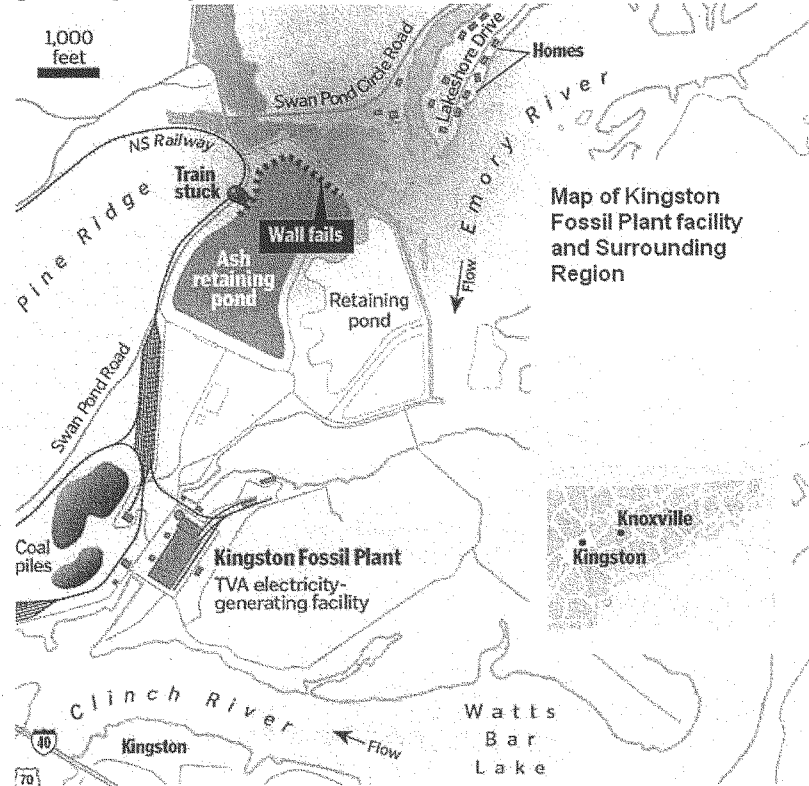 1,000
feet
Swan Pond Circle Road
Lakeshore Drive
Homes
Emory River
NS Railway
Train
stuck
Pine Ridge
Wall fails
Map of Kingston
Fossil Plant facility
and Surrounding
Region
Ash
retaining
pond
Retaining
pond
Flow
Swan Pond Road
Knoxville
Kingston
Coal
piles
Kingston Fossil Plant
TVA electricity-
generating facility
Clinch River
Watts
Bar
Lake
Flow
40
Kingston
70